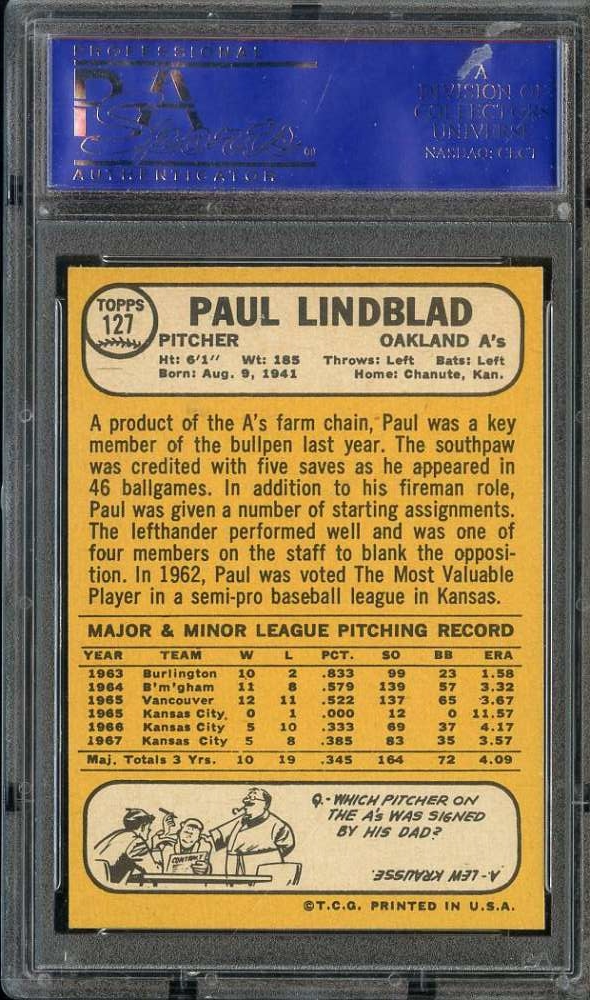 PROFESSIONAL
PSA
Sports
AUTHENTICATOR
A
DIVISION OF
COLLECTORS
UNIVERSE
NASDAQ: CLCT
TOPPS
127
PAUL LINDBLAD
PITCHER OAKLAND A's
Ht: 6'1" Wt: 185 Throws: Left Bats: Left
Born: Aug. 9, 1941 Home: Chanute, Kan.
A product of the A's farm chain, Paul was a key
member of the bullpen last year. The southpaw
was credited with five saves as he appeared in
46 ballgames. In addition to his fireman role,
Paul was given a number of starting assignments.
The lefthander performed well and was one of
four members on the staff to blank the opposi-
tion. In 1962, Paul was voted The Most Valuable
Player in a semi-pro baseball league in Kansas.
MAJOR & MINOR LEAGUE PITCHING RECORD
YEAR TEAM W L PCT. SO BB ERA
1963 Burlington 10 2 .833 99 23 1.58
1964 B'm'gham 11 8 .579 139 57 3.32
1965 Vancouver 12 11 .522 137 65 3.67
1965 Kansas City. 0 1 .000 12 0 11.57
1966 Kansas City 5 10 .333 69 37 4.17
1967 Kansas City 5 8 .385 83 35 3.57
Maj. Totals 3 Yrs. 10 19 .345 164 72 4.09
CONTRACT
Q.-WHICH PITCHER ON
THE A's WAS SIGNED
BY HIS DAD?
A.-LEW KRAUSSE.
©T.C.G. PRINTED IN U.S.A.